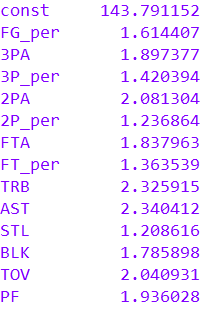 const 143.791152
FG_per 1.614407
3PA 1.897377
3P_per 1.420394
2PA 2.081304
2P_per 1.236864
FTA 1.837963
FT_per 1.363539
TRB 2.325915
AST 2.340412
STL 1.208616
BLK 1.785898
TOV 2.040931
PF 1.936028